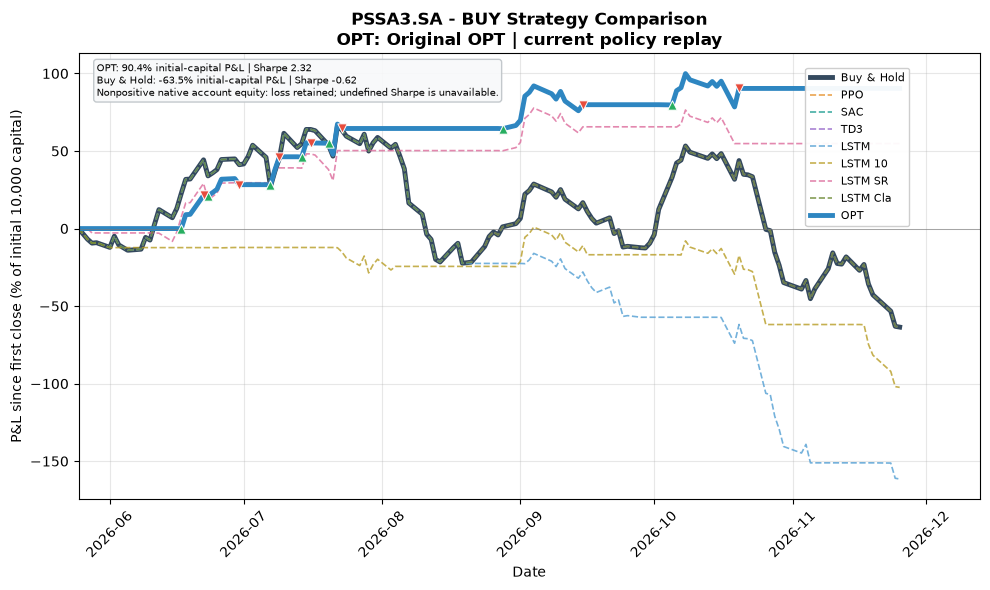 PSSA3.SA - BUY Strategy Comparison
OPT: Original OPT | current policy replay
OPT: 90.4% initial-capital P&L | Sharpe 2.32
Buy & Hold: -63.5% initial-capital P&L | Sharpe -0.62
Nonpositive native account equity: loss retained; undefined Sharpe is unavailable.
Buy & Hold
PPO
SAC
TD3
LSTM
LSTM 10
LSTM SR
LSTM Cla
OPT
P&L since first close (% of initial 10,000 capital)
100
50
0
−50
−100
−150
2026-06
2026-07
2026-08
2026-09
2026-10
2026-11
2026-12
Date